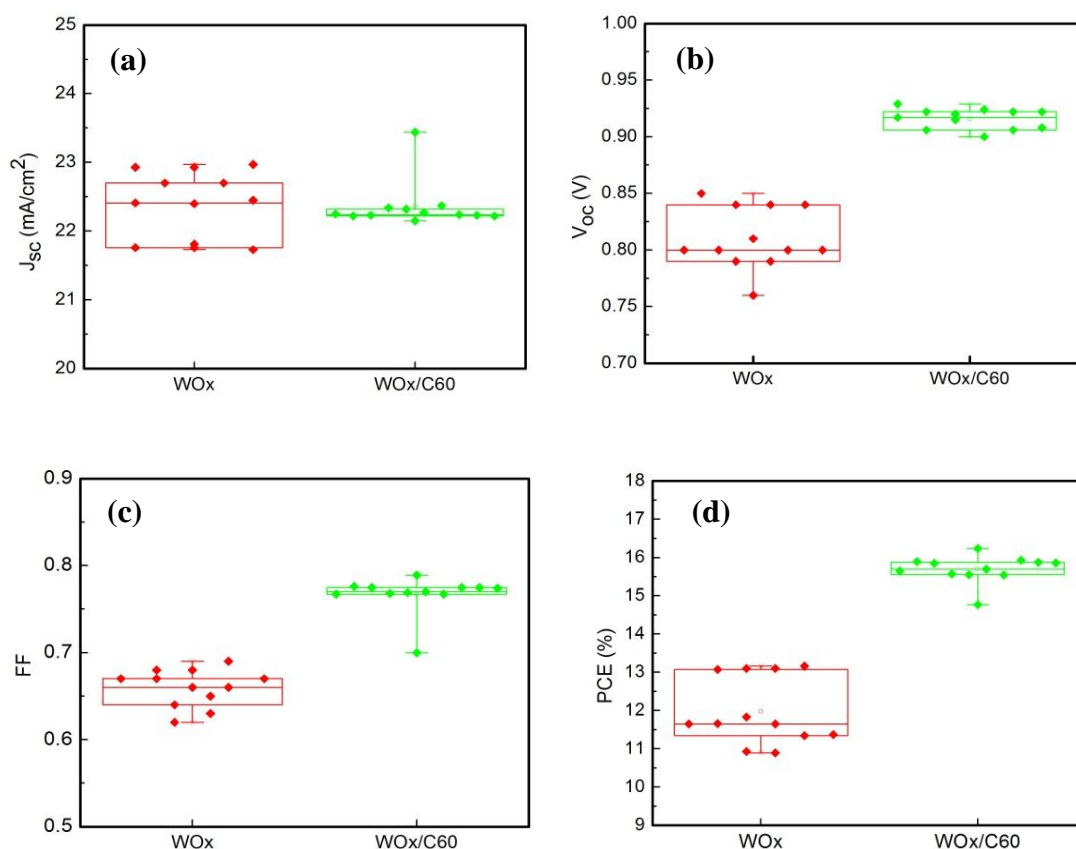 (a)
25
24
23
22
21
20
Jsc (mA/cm2)
WOx
WOx/C60
(b)
1.00
0.95
0.90
0.85
0.80
0.75
0.70
Voc (V)
WOx
WOx/C60
(c)
0.9
0.8
0.7
0.6
0.5
FF
WOx
WOx/C60
(d)
18
17
16
15
14
13
12
11
10
9
PCE (%)
WOx
WOx/C60